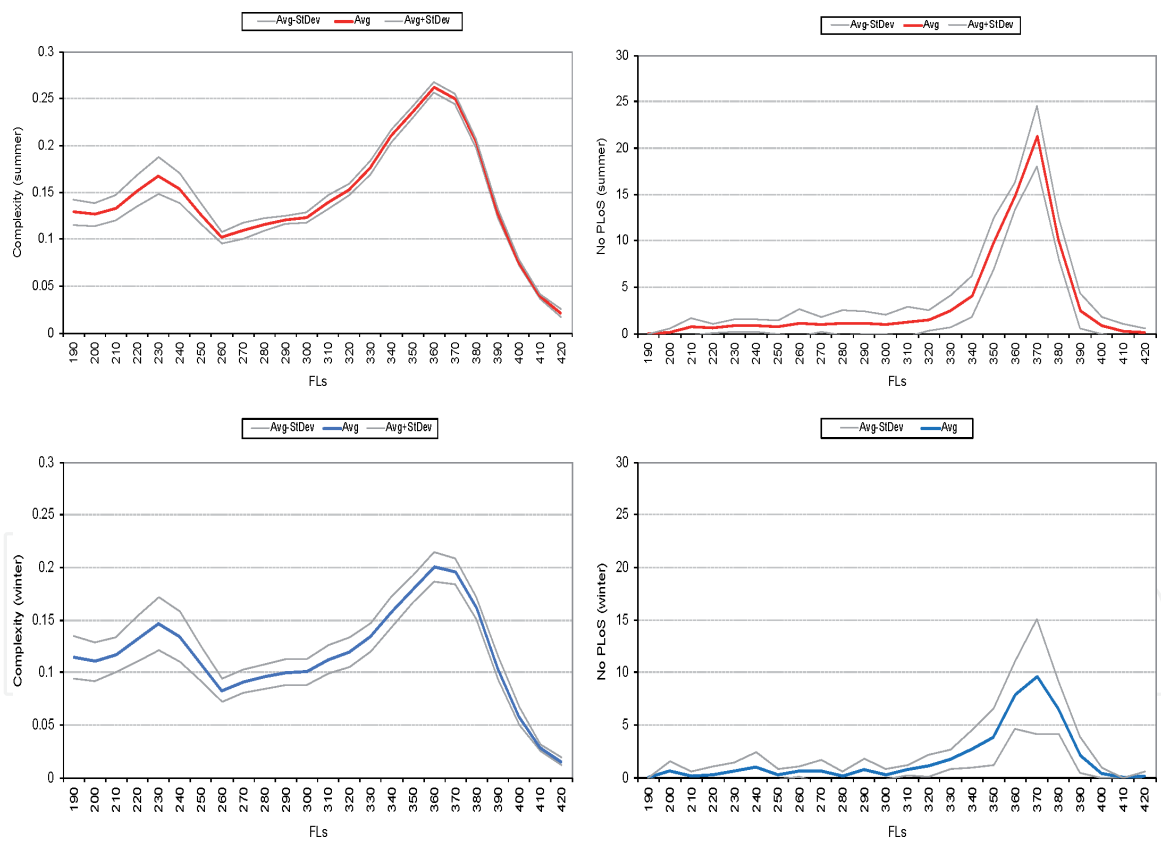 Avg-StDev Avg Avg+StDev
0.3
0.25
0.2
0.15
0.1
0.05
0
Complexity (summer)
190 200 210 220 230 240 250 260 270 280 290 300 310 320 330 340 350 360 370 380 390 400 410 420
FLs
Avg-StDev Avg Avg+StDev
30
25
20
15
10
5
0
No PLoS (summer)
190 200 210 220 230 240 250 260 270 280 290 300 310 320 330 340 350 360 370 380 390 400 410 420
FLs
Avg-StDev Avg Avg+StDev
0.3
0.25
0.2
0.15
0.1
0.05
0
Complexity (winter)
190 200 210 220 230 240 250 260 270 280 290 300 310 320 330 340 350 360 370 380 390 400 410 420
FLs
Avg-StDev Avg
30
25
20
15
10
5
0
No PLoS (winter)
190 200 210 220 230 240 250 260 270 280 290 300 310 320 330 340 350 360 370 380 390 400 410 420
FLs